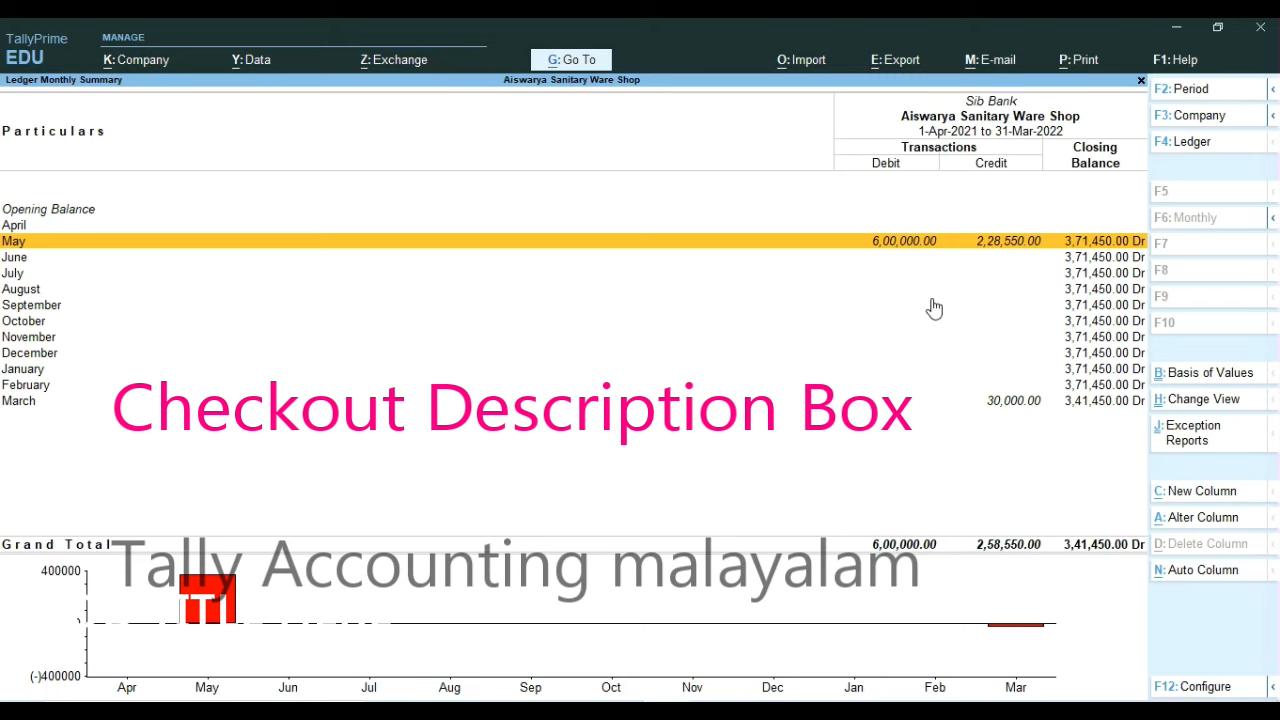 TallyPrime
EDU
MANAGE
K: Company
Y: Data
Z: Exchange
G: Go To
O: Import
E: Export
M: E-mail
P: Print
F1: Help
Ledger Monthly Summary
Aiswarya Sanitary Ware Shop
Particulars
Sib Bank
Aiswarya Sanitary Ware Shop
1-Apr-2021 to 31-Mar-2022
Transactions Closing
Debit Credit Balance
Opening Balance
April
May 6,00,000.00 2,28,550.00 3,71,450.00 Dr
June 3,71,450.00 Dr
July 3,71,450.00 Dr
August 3,71,450.00 Dr
September 3,71,450.00 Dr
October 3,71,450.00 Dr
November 3,71,450.00 Dr
December 3,71,450.00 Dr
January 3,71,450.00 Dr
February 3,71,450.00 Dr
March 30,000.00 3,41,450.00 Dr
Checkout Description Box
Grand Total 6,00,000.00 2,58,550.00 3,41,450.00 Dr
Tally Accounting malayalam
400000
(-)400000
Apr May Jun Jul Aug Sep Oct Nov Dec Jan Feb Mar
F2: Period
F3: Company
F4: Ledger
F5
F6: Monthly
F7
F8
F9
F10
B: Basis of Values
H: Change View
J: Exception
Reports
C: New Column
A: Alter Column
D: Delete Column
N: Auto Column
F12: Configure